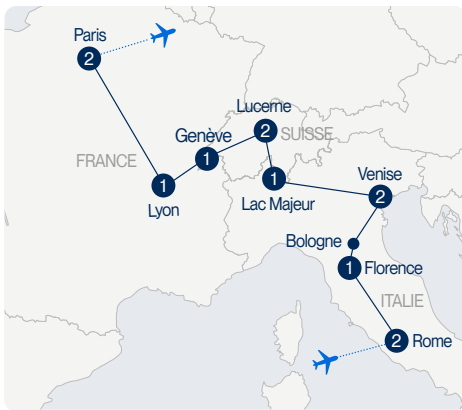 Paris
2
Lucerne
2
SUISSE
Genève
1
FRANCE
1
Lyon
1
Lac Majeur
Venise
2
Bologne
1
Florence
ITALIE
2
Rome